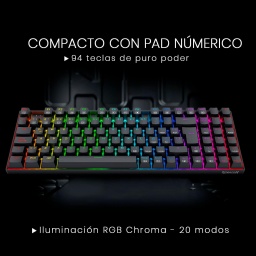 COMPACTO CON PAD NÚMERICO
▶ 94 teclas de puro poder
▶ Iluminación RGB Chroma - 20 modos